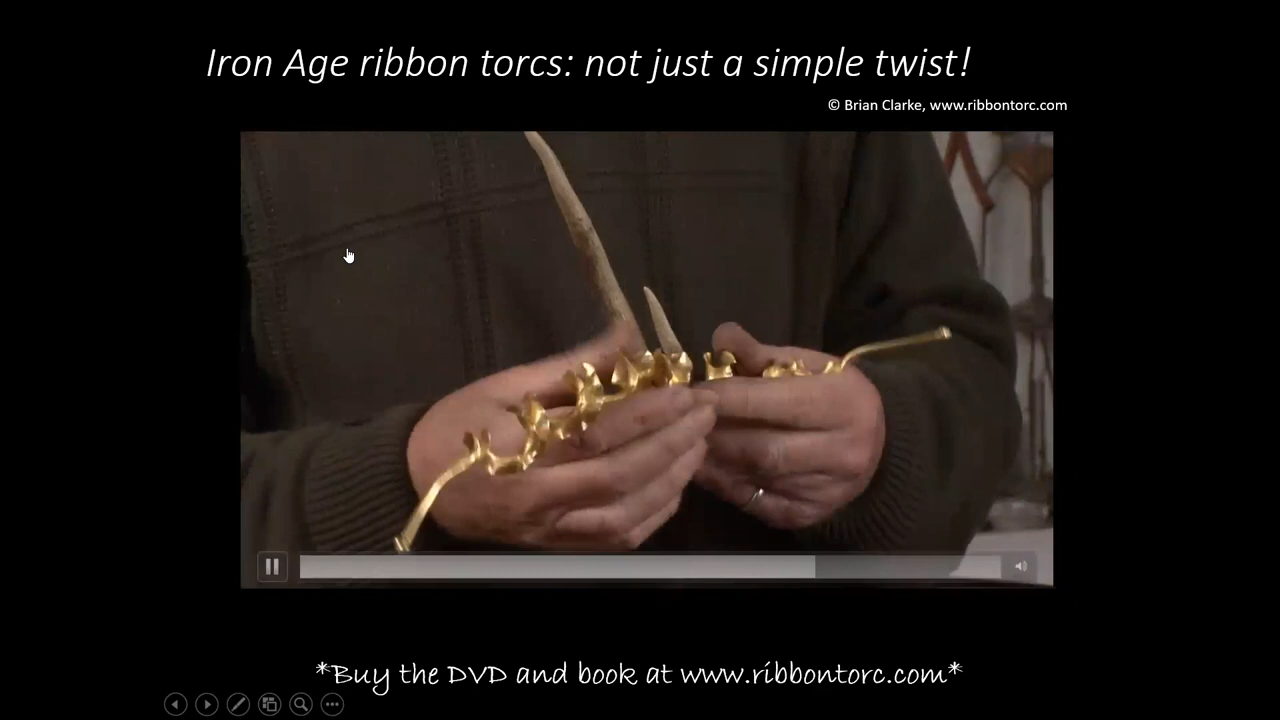 Iron Age ribbon torcs: not just a simple twist!
© Brian Clarke, www.ribbontorc.com
*Buy the DVD and book at www.ribbontorc.com*